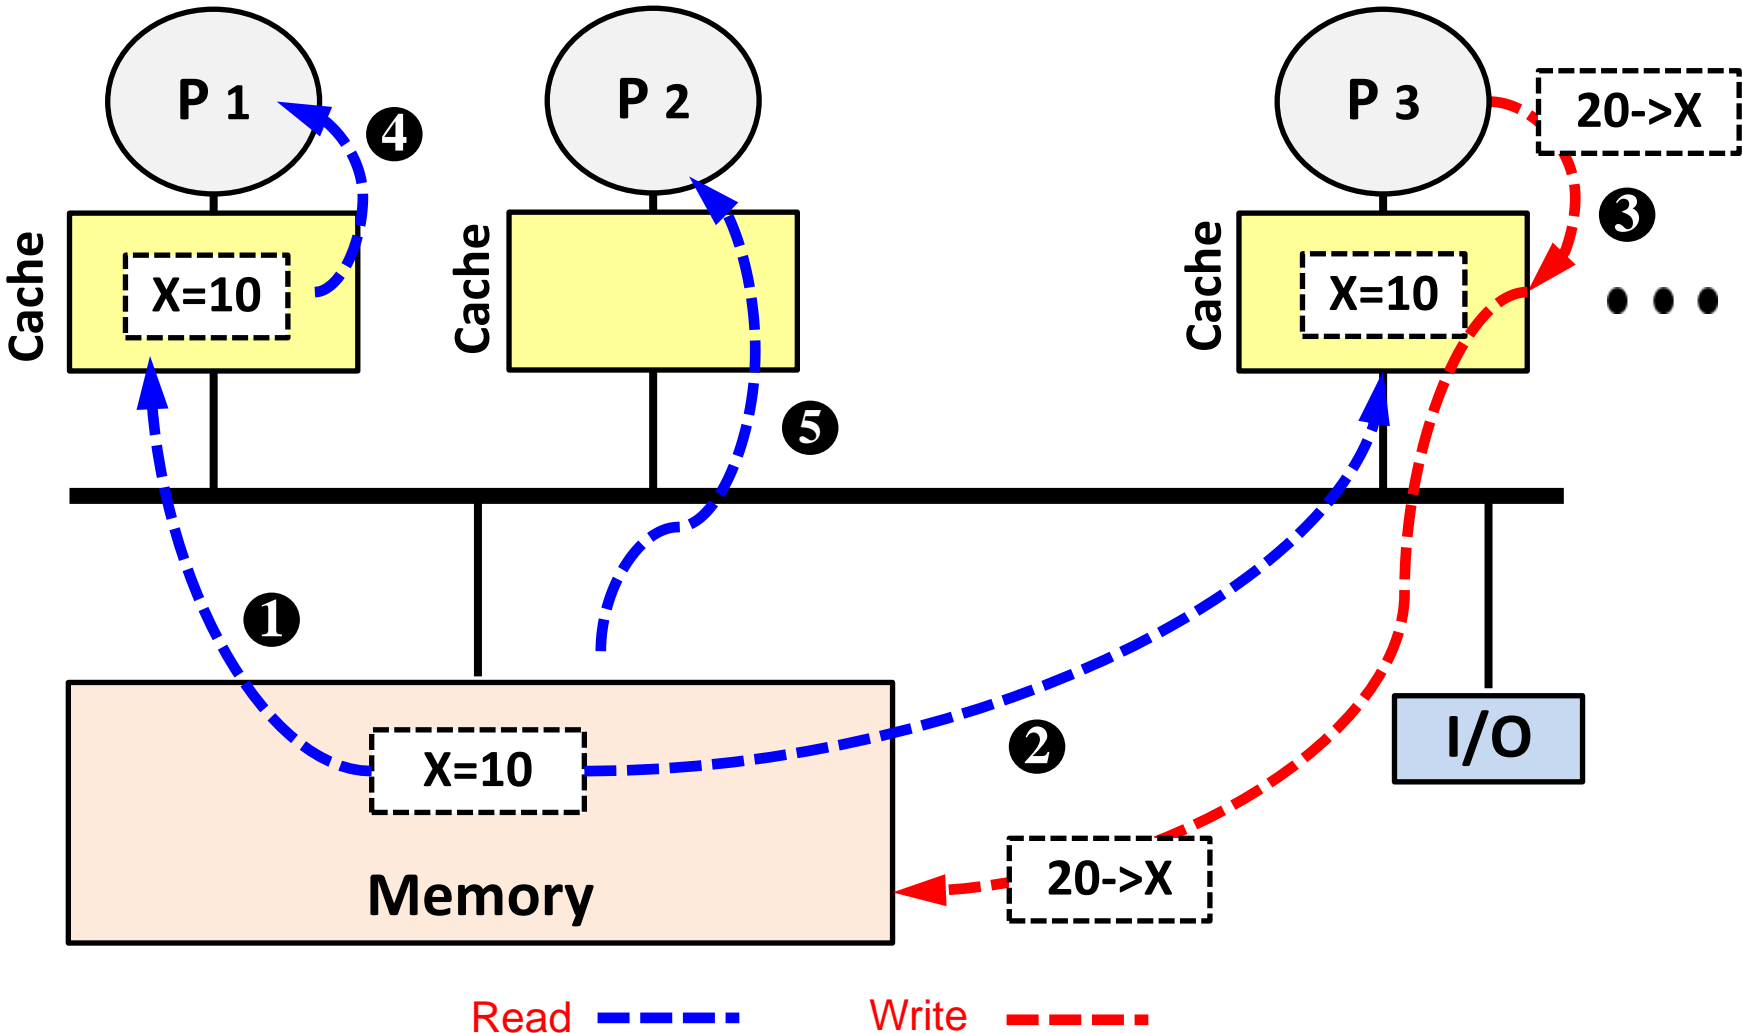 P 1
P 2
P 3
20->X
4
3
Cache
X=10
Cache
Cache
X=10
5
1
2
X=10
I/O
Memory
20->X
Read
Write